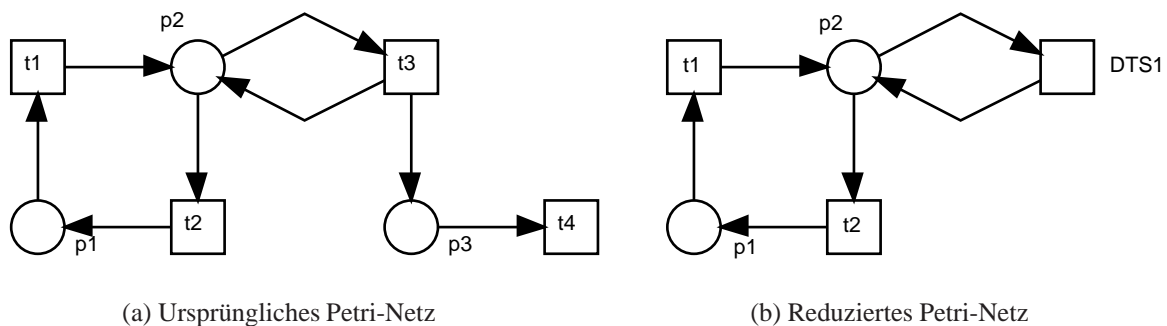 p2
t1
t3
p1
t2
p3
t4
(a) Ursprüngliches Petri-Netz
p2
t1
DTS1
p1
t2
(b) Reduziertes Petri-Netz